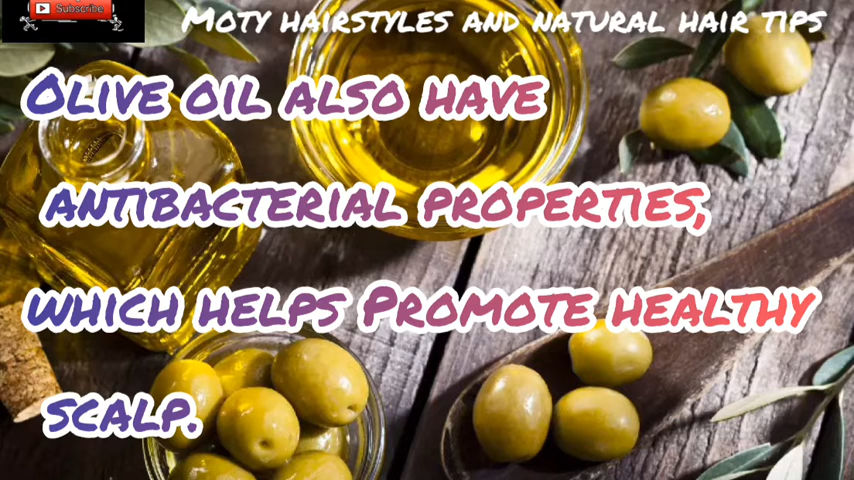 Subscribe
Moty hairstyles and natural hair tips
Olive oil also have
antibacterial properties,
which helps Promote healthy
scalp.